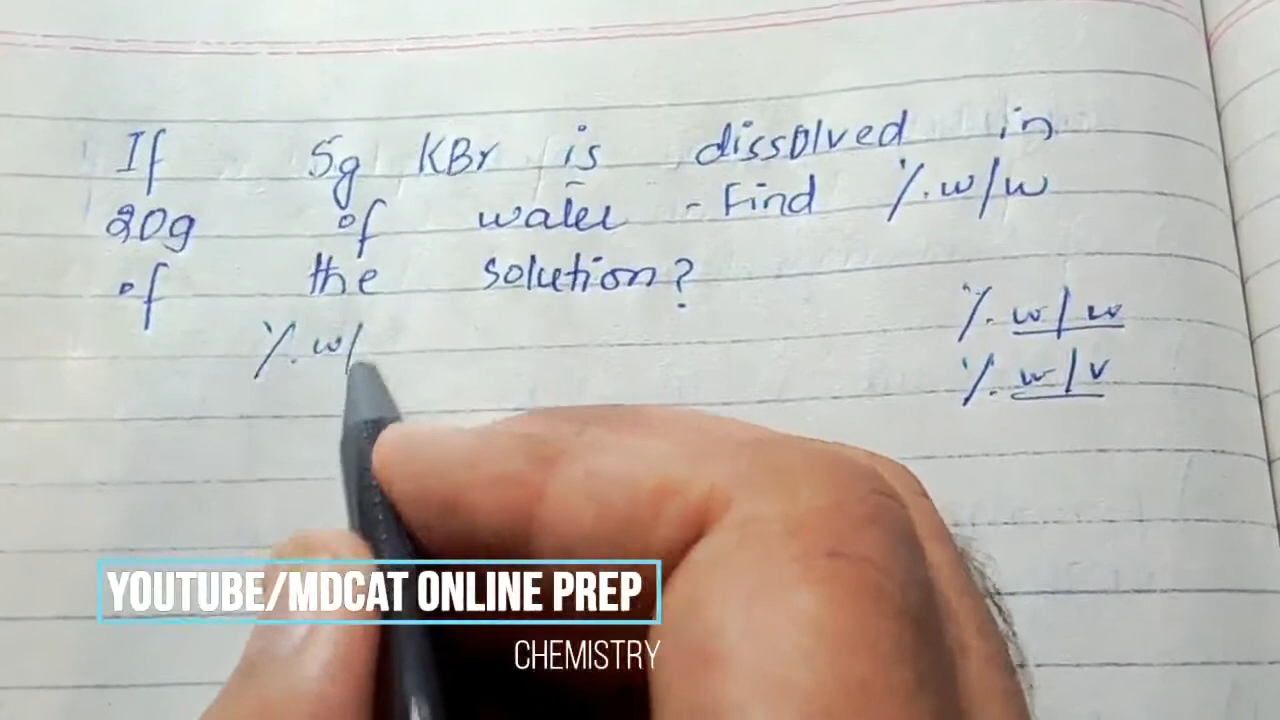 If 5g KBr is dissolved in
20g of water - Find %.w/w
of the solution?
%.w/w
%.w/
%.w/v
YOUTUBE/MDCAT ONLINE PREP
CHEMISTRY